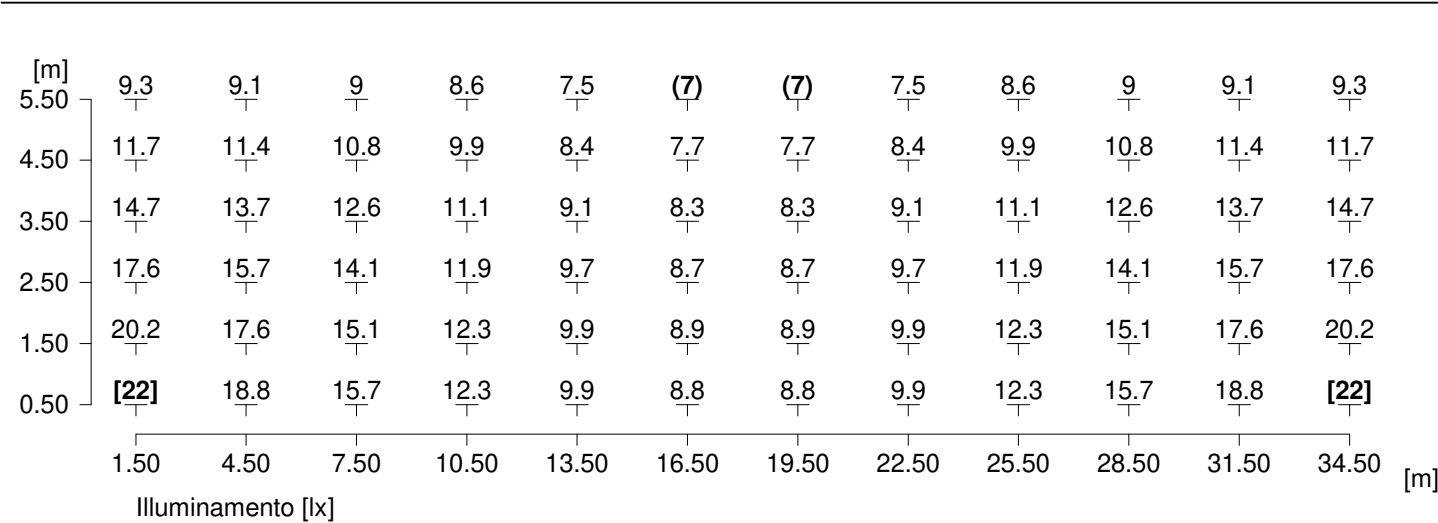 [m]
5.50 9.3 9.1 9 8.6 7.5 (7) (7) 7.5 8.6 9 9.1 9.3
4.50 11.7 11.4 10.8 9.9 8.4 7.7 7.7 8.4 9.9 10.8 11.4 11.7
3.50 14.7 13.7 12.6 11.1 9.1 8.3 8.3 9.1 11.1 12.6 13.7 14.7
2.50 17.6 15.7 14.1 11.9 9.7 8.7 8.7 9.7 11.9 14.1 15.7 17.6
1.50 20.2 17.6 15.1 12.3 9.9 8.9 8.9 9.9 12.3 15.1 17.6 20.2
0.50 [22] 18.8 15.7 12.3 9.9 8.8 8.8 9.9 12.3 15.7 18.8 [22]
1.50 4.50 7.50 10.50 13.50 16.50 19.50 22.50 25.50 28.50 31.50 34.50 [m]
Illuminamento [lx]